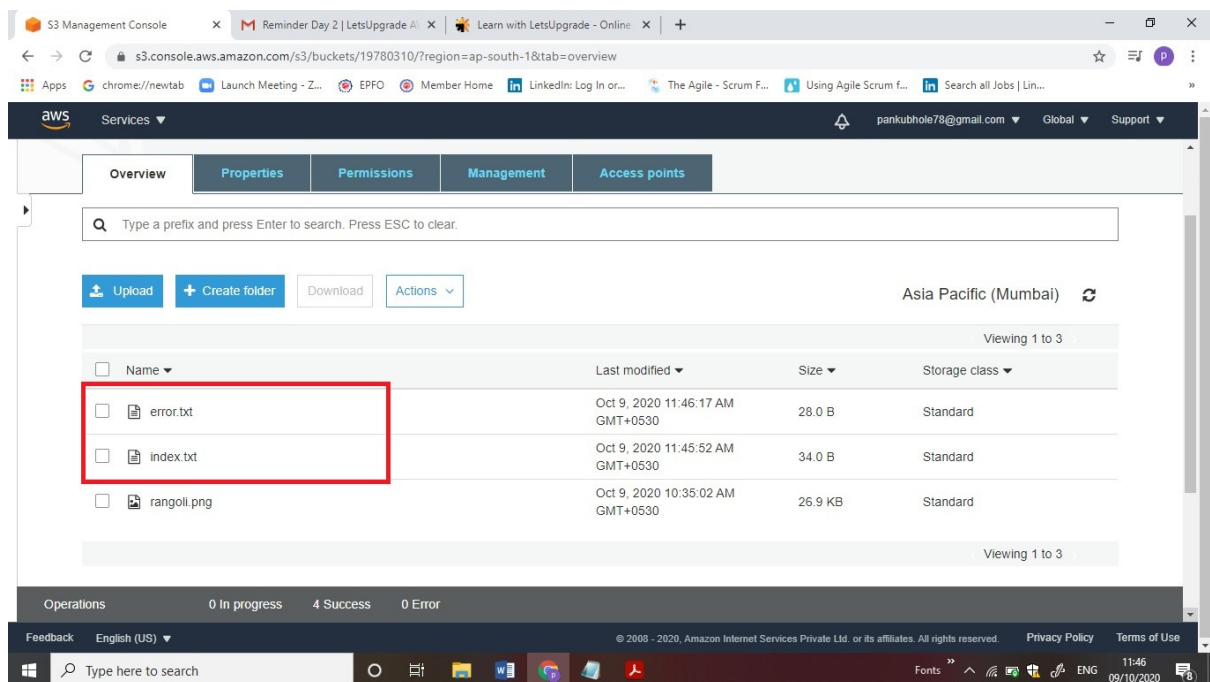 S3 Management Console
Reminder Day 2 | LetsUpgrade A
Learn with LetsUpgrade - Online
s3.console.aws.amazon.com/s3/buckets/19780310/?region=ap-south-1&tab=overview
P
Apps chrome://newtab Launch Meeting - Z... EPFO Member Home LinkedIn: Log In or... The Agile - Scrum F... Using Agile Scrum f... Search all Jobs | Lin... »
aws Services pankubhole78@gmail.com Global Support
Overview Properties Permissions Management Access points
Type a prefix and press Enter to search. Press ESC to clear.
Upload + Create folder Download Actions Asia Pacific (Mumbai)
Viewing 1 to 3
Name Last modified Size Storage class
error.txt Oct 9, 2020 11:46:17 AM 28.0 B Standard
GMT+0530
index.txt Oct 9, 2020 11:45:52 AM 34.0 B Standard
GMT+0530
rangoli.png Oct 9, 2020 10:35:02 AM 26.9 KB Standard
GMT+0530
Viewing 1 to 3
Operations 0 In progress 4 Success 0 Error
Feedback English (US) © 2008 - 2020, Amazon Internet Services Private Ltd. or its affiliates. All rights reserved. Privacy Policy Terms of Use
Type here to search Fonts » ENG 11:46
09/10/2020 8